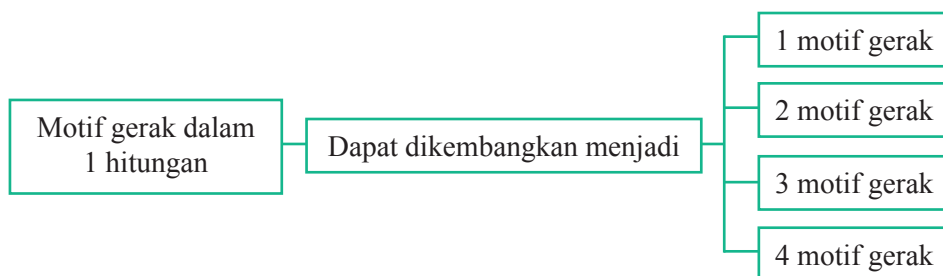 Motif gerak dalam
1 hitungan
Dapat dikembangkan menjadi
1 motif gerak
2 motif gerak
3 motif gerak
4 motif gerak